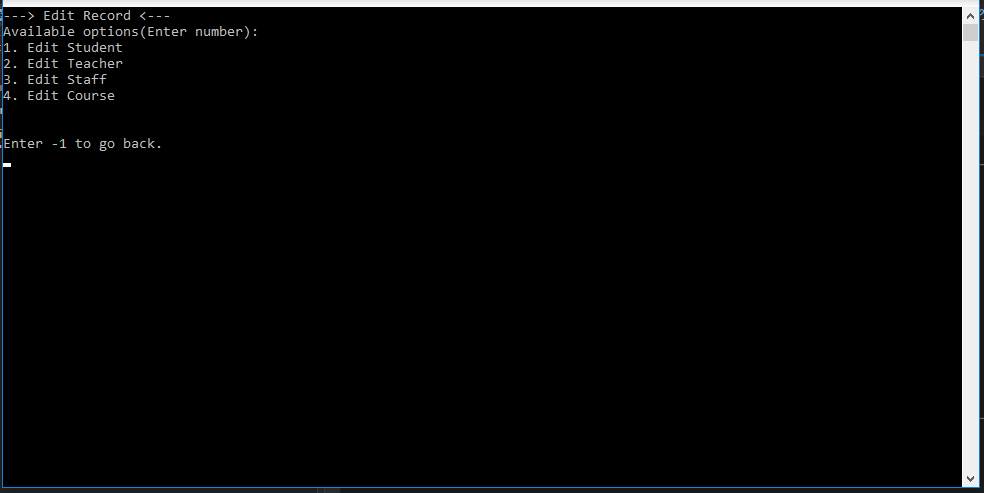 ---> Edit Record <---
Available options(Enter number):
1. Edit Student
2. Edit Teacher
3. Edit Staff
4. Edit Course
Enter -1 to go back.